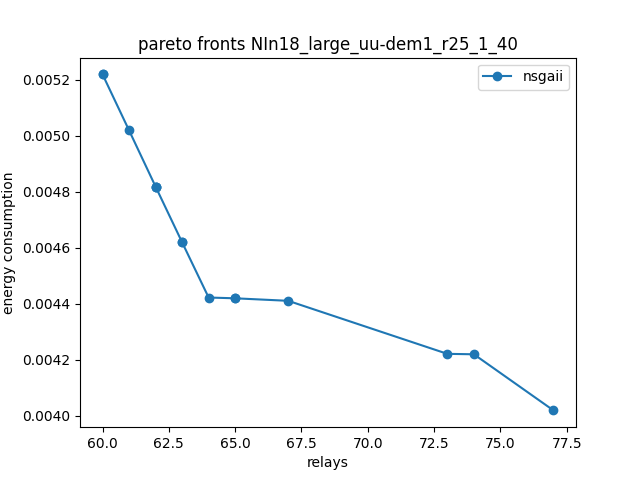 pareto fronts NIn18_large_uu-dem1_r25_1_40
nsgaii
energy consumption
0.0052
0.0050
0.0048
0.0046
0.0044
0.0042
0.0040
60.0 62.5 65.0 67.5 70.0 72.5 75.0 77.5
relays